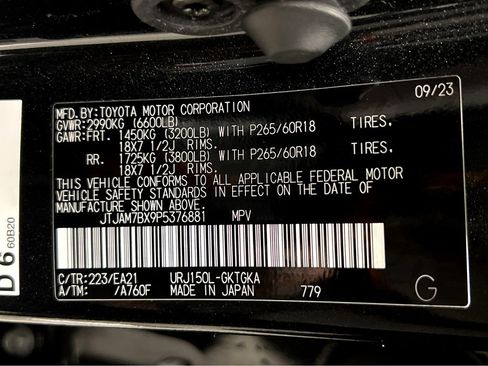 09/23
MFD.BY:TOYOTA MOTOR CORPORATION
GVWR:2990KG (6600LB)
GAWR:FRT. 1450KG (3200LB) WITH P265/60R18 TIRES.
18X7 1/2J RIMS.
RR. 1725KG (3800LB) WITH P265/60R18 TIRES.
18X7 1/2J RIMS.
THIS VEHICLE CONFORMS TO ALL APPLICABLE FEDERAL MOTOR
VEHICLE SAFETY STANDARDS IN EFFECT ON THE DATE OF
MANUFACTURE SHOWN ABOVE.
JTJAM7BX9P5376881 MPV
C/TR:223/EA21 URJ150L-GKTGKA
A/TM: /A760F MADE IN JAPAN 779
G
D 6
60B20